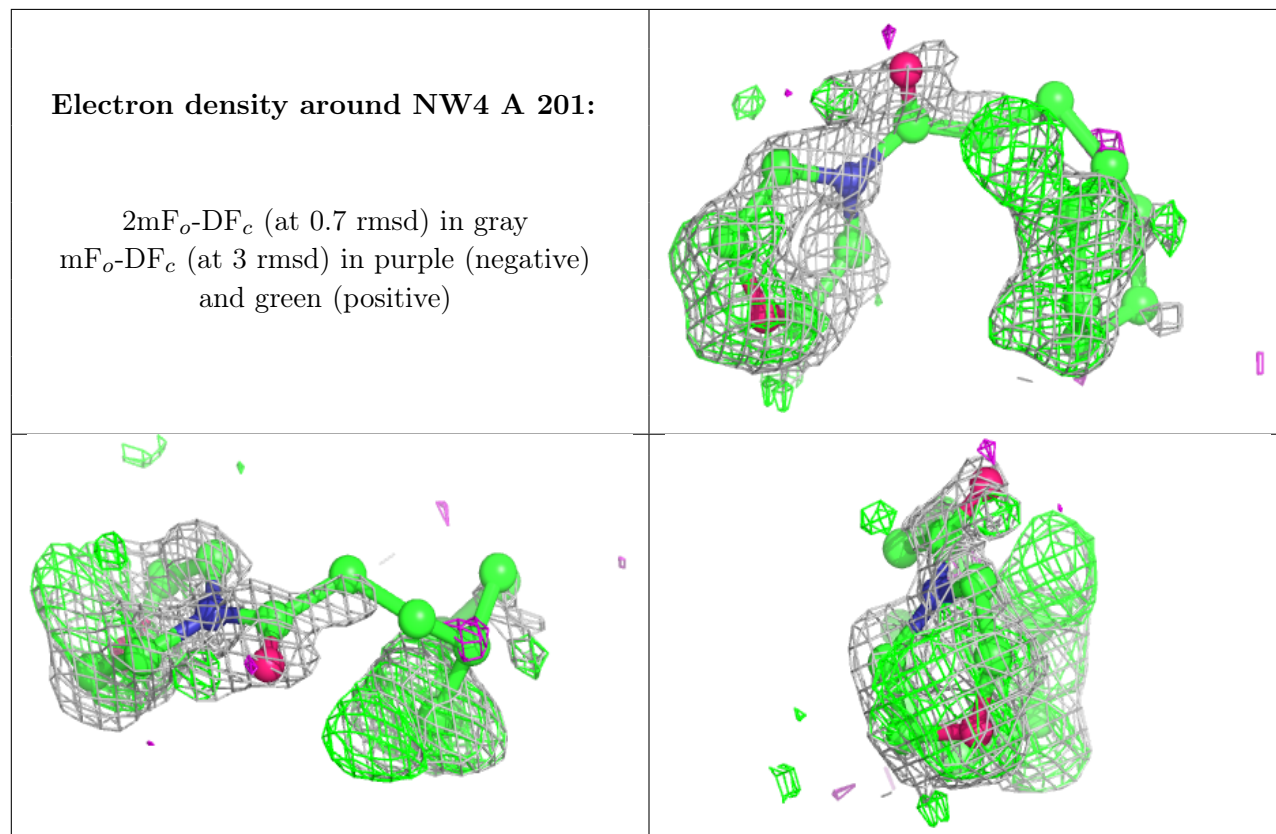 Electron density around NW4 A 201:
2mFo-DFc (at 0.7 rmsd) in gray
mFo-DFc (at 3 rmsd) in purple (negative)
and green (positive)